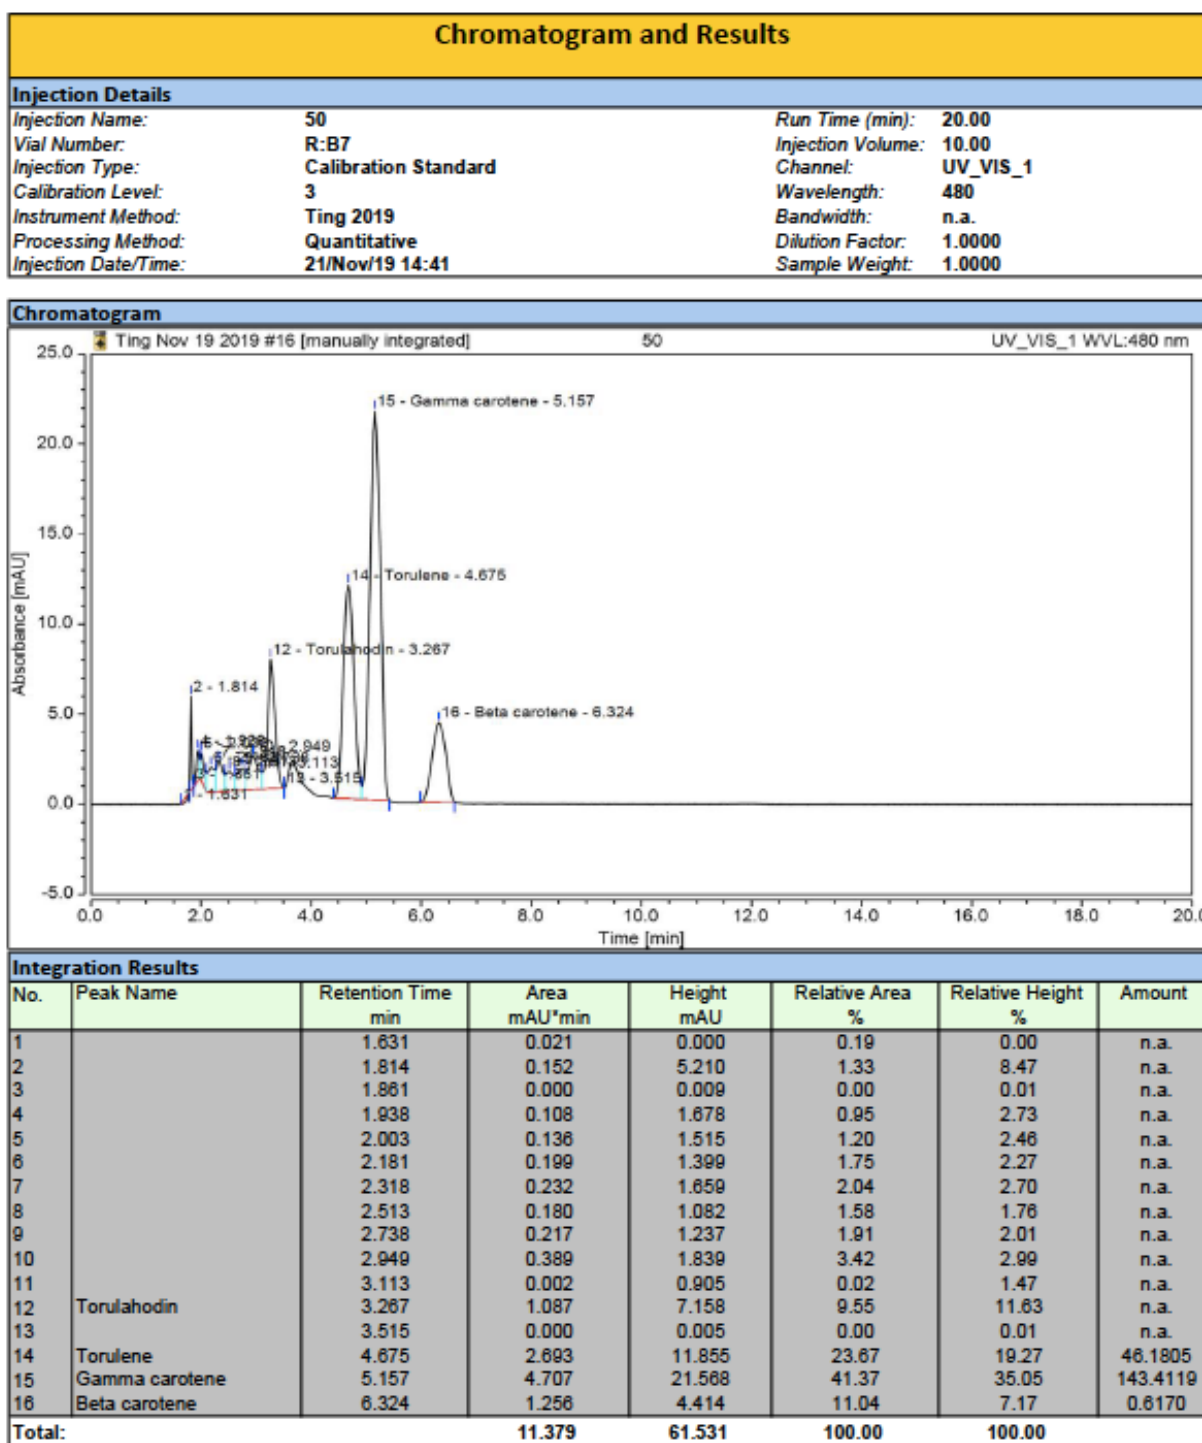 Chromatogram and Results
Injection Details
Injection Name: 50 Run Time (min): 20.00
Vial Number: R:B7 Injection Volume: 10.00
Injection Type: Calibration Standard Channel: UV_VIS_1
Calibration Level: 3 Wavelength: 480
Instrument Method: Ting 2019 Bandwidth: n.a.
Processing Method: Quantitative Dilution Factor: 1.0000
Injection Date/Time: 21/Nov/19 14:41 Sample Weight: 1.0000
Chromatogram
Ting Nov 19 2019 #16 [manually integrated] 50 UV_VIS_1 WVL:480 nm
25.0
15 - Gamma carotene - 5.157
20.0
15.0
14 - Torulene - 4.675
Absorbance [mAU]
10.0
12 - Torulahodin - 3.267
2 - 1.814
5.0
16 - Beta carotene - 6.324
2.949
3.113
13 - 3.515
1.631
0.0
-5.0
0.0 2.0 4.0 6.0 8.0 10.0 12.0 14.0 16.0 18.0 20.0
Time [min]
Integration Results
No. Peak Name Retention Time Area Height Relative Area Relative Height Amount
min mAU*min mAU % %
1 1.631 0.021 0.000 0.19 0.00 n.a.
2 1.814 0.152 5.210 1.33 8.47 n.a.
3 1.861 0.000 0.009 0.00 0.01 n.a.
4 1.938 0.108 1.678 0.95 2.73 n.a.
5 2.003 0.136 1.515 1.20 2.46 n.a.
6 2.181 0.199 1.399 1.75 2.27 n.a.
7 2.318 0.232 1.659 2.04 2.70 n.a.
8 2.513 0.180 1.082 1.58 1.76 n.a.
9 2.738 0.217 1.237 1.91 2.01 n.a.
10 2.949 0.389 1.839 3.42 2.99 n.a.
11 3.113 0.002 0.905 0.02 1.47 n.a.
12 Torulahodin 3.267 1.087 7.158 9.55 11.63 n.a.
13 3.515 0.000 0.005 0.00 0.01 n.a.
14 Torulene 4.675 2.693 11.855 23.67 19.27 46.1805
15 Gamma carotene 5.157 4.707 21.568 41.37 35.05 143.4119
16 Beta carotene 6.324 1.256 4.414 11.04 7.17 0.6170
Total: 11.379 61.531 100.00 100.00